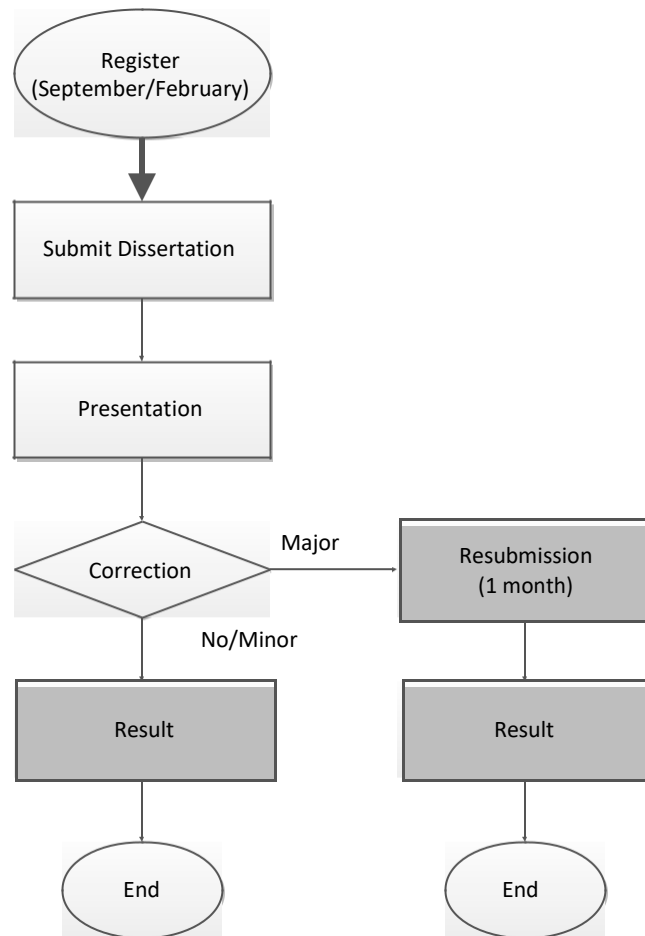 Register
(September/February)
Submit Dissertation
Presentation
Correction
Major
Resubmission
(1 month)
No/Minor
Result
Result
End
End